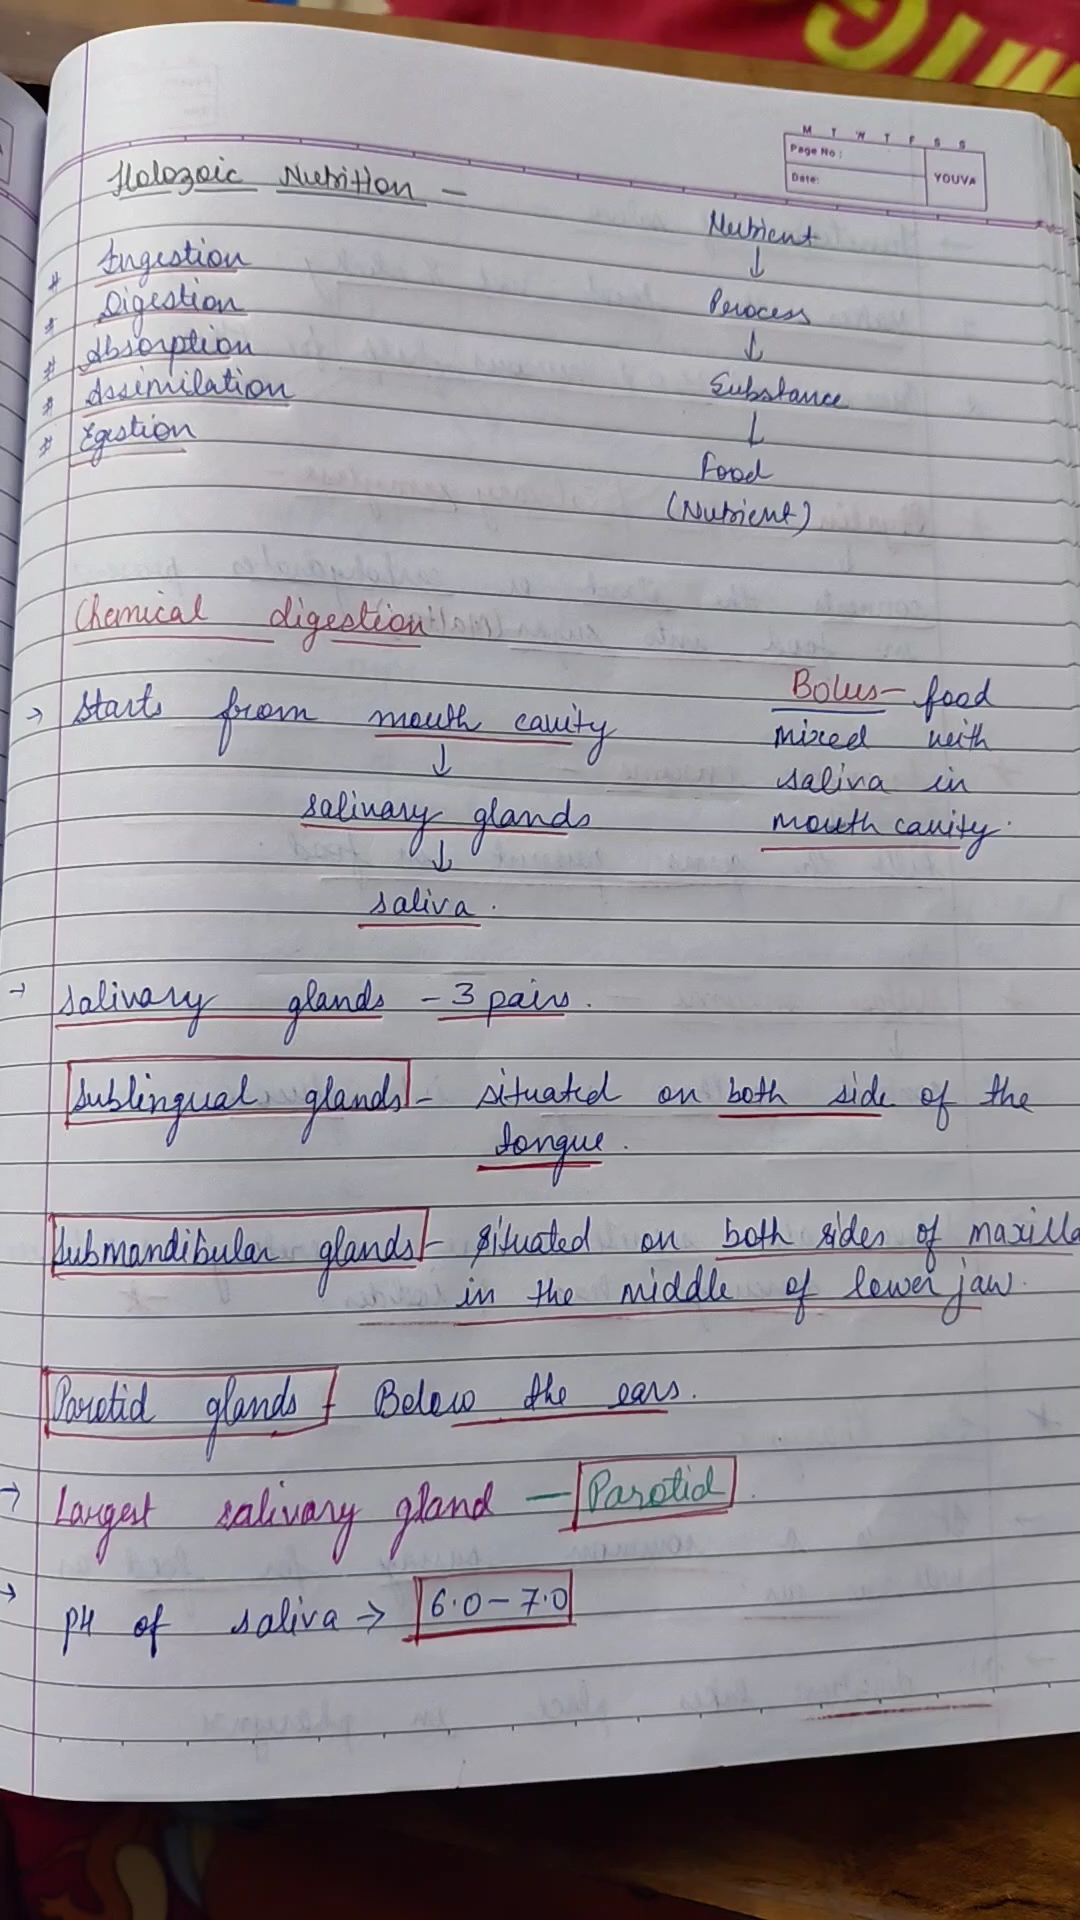 MIG
M T W T F S S
Page No:
Date:
YOUVA
Holozoic Nutrition -
# Ingestion
# Digestion
# Absorption
# Assimilation
# Egestion
Nutrient
↓
Process
↓
Substance
↓
Food
(Nutrient)
Chemical digestion
→ Starts from mouth cavity
↓
salivary glands
↓
saliva.
Bolus - food
mixed with
saliva in
mouth cavity.
→ Salivary glands - 3 pairs.
Sublingual glands - situated on both side of the
tongue.
Submandibular glands - situated on both sides of maxilla
in the middle of lower jaw.
Parotid glands - Below the ears.
→ Largest salivary gland - Parotid.
→ PH of saliva → 6.0 - 7.0